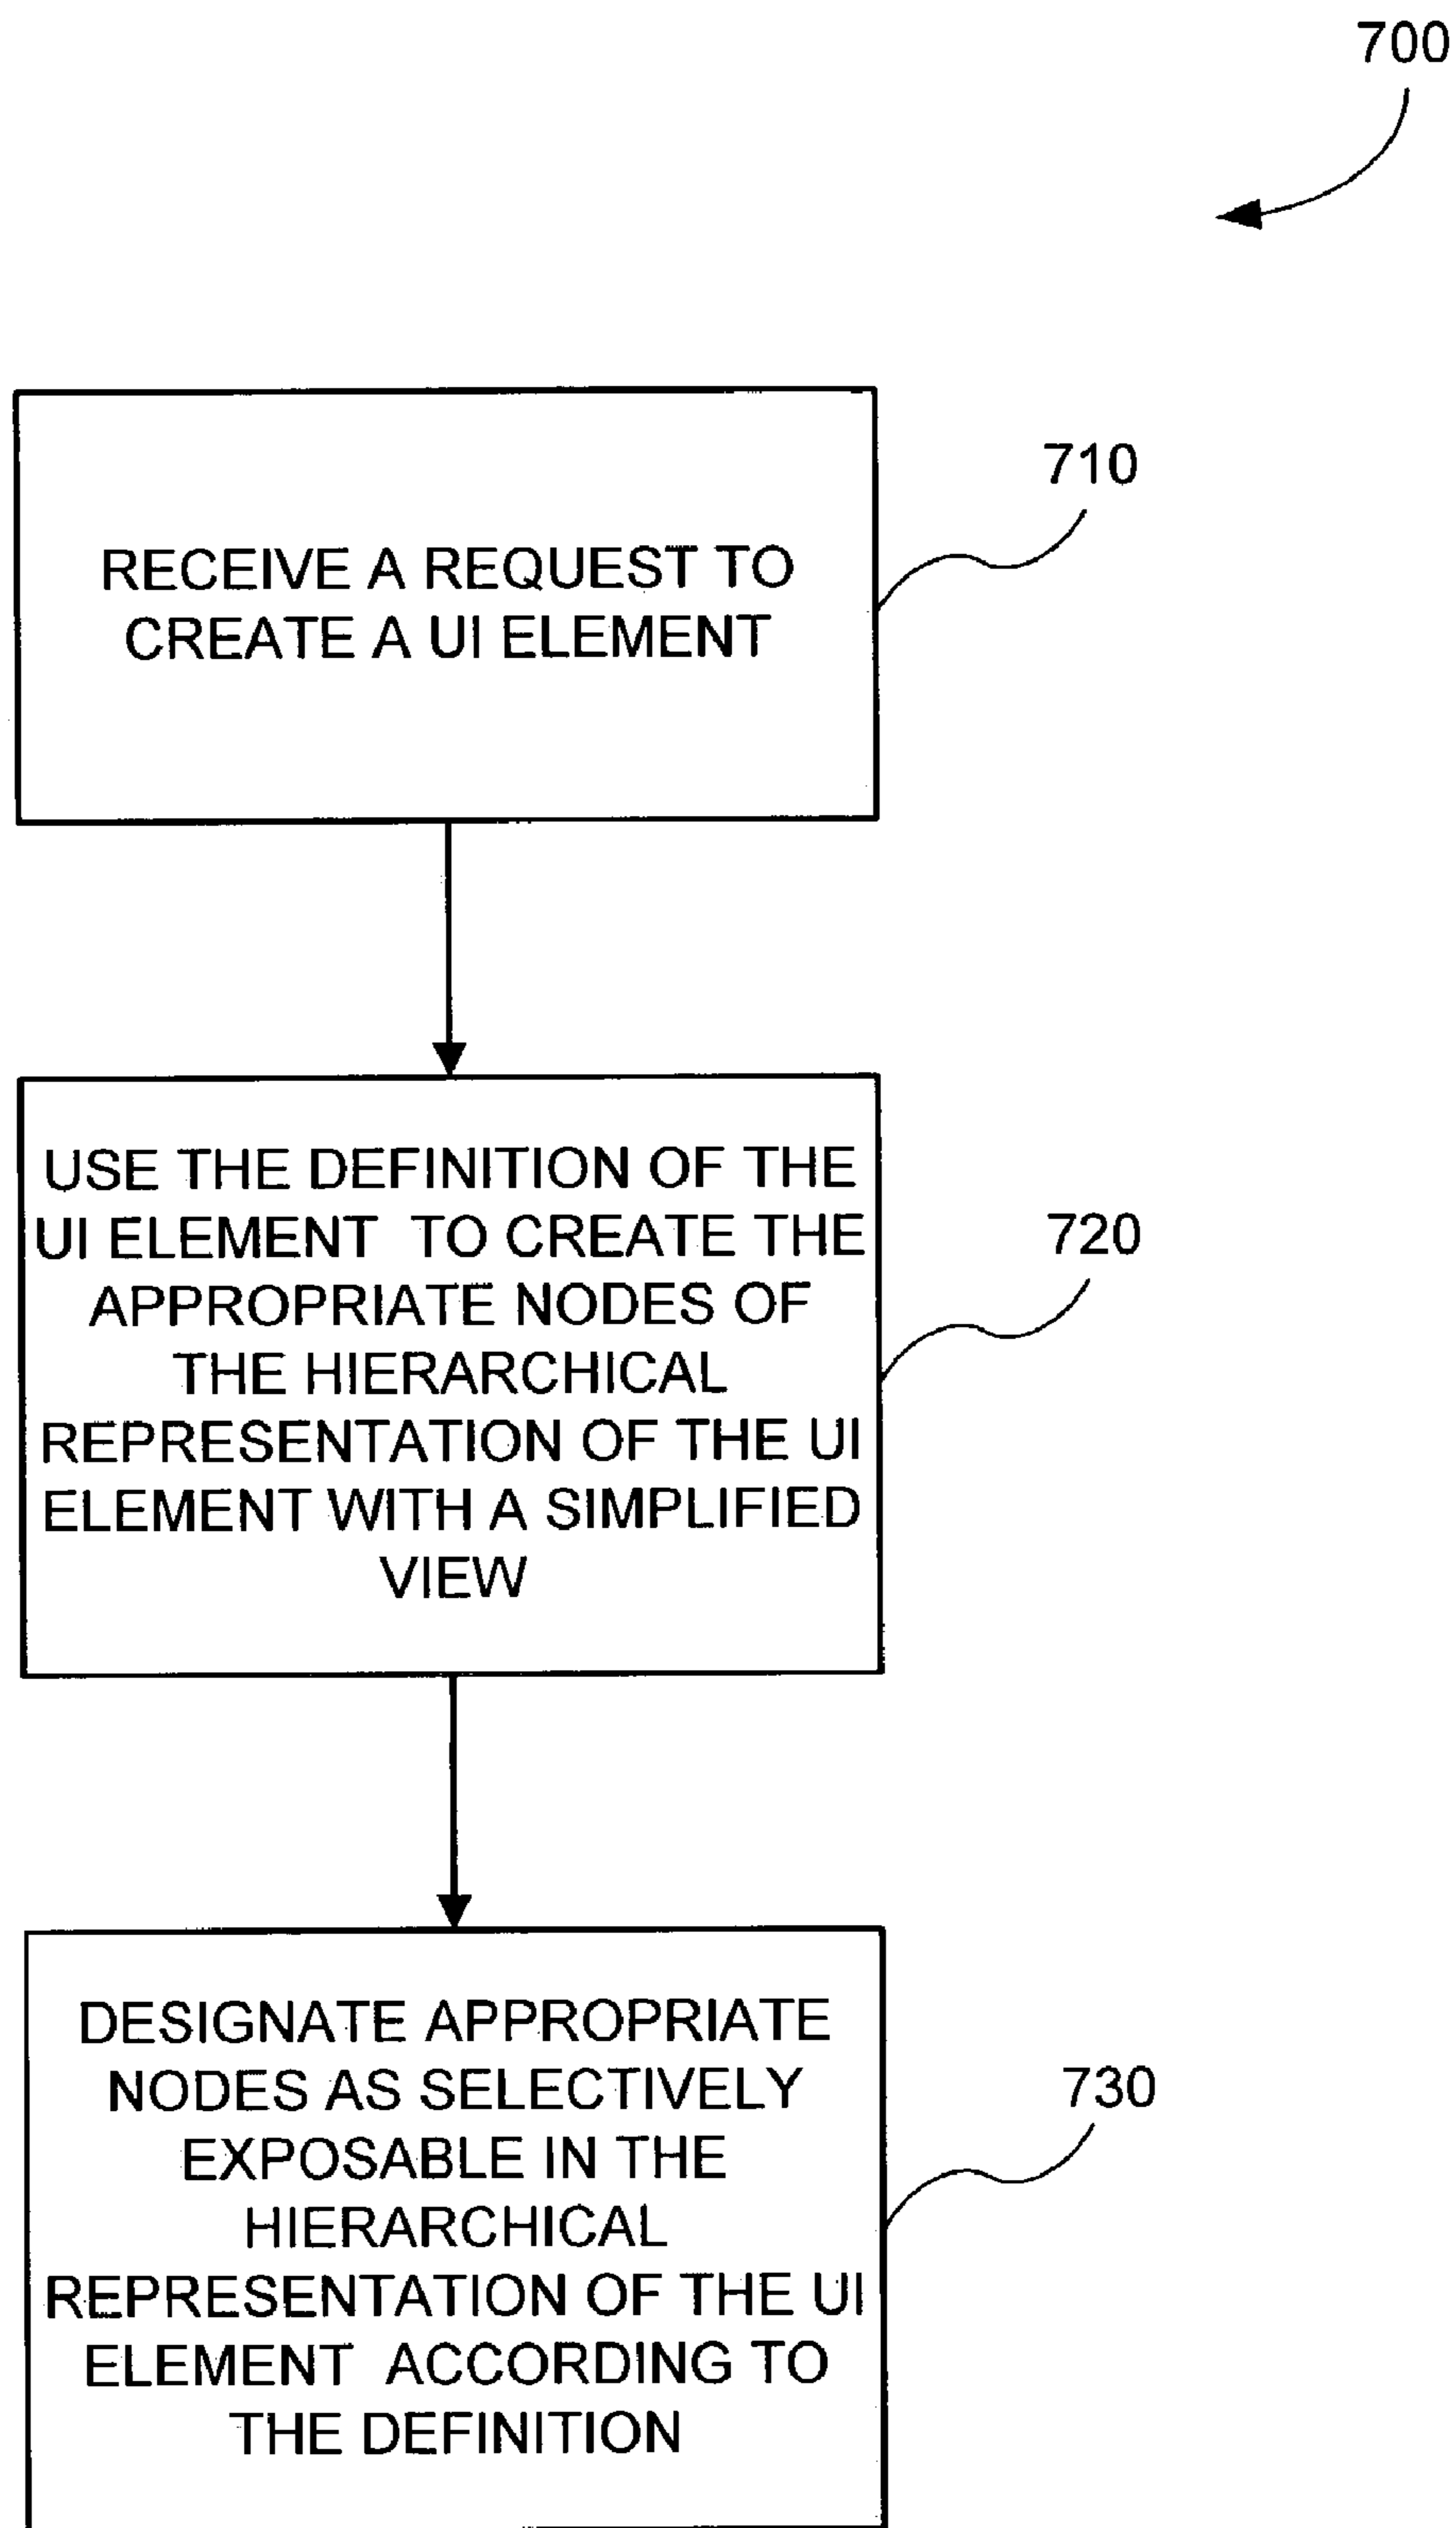 700
710
RECEIVE A REQUEST TO
CREATE A UI ELEMENT
USE THE DEFINITION OF THE
UI ELEMENT TO CREATE THE
APPROPRIATE NODES OF
THE HIERARCHICAL
REPRESENTATION OF THE UI
ELEMENT WITH A SIMPLIFIED
VIEW
720
DESIGNATE APPROPRIATE
NODES AS SELECTIVELY
EXPOSABLE IN THE
HIERARCHICAL
REPRESENTATION OF THE UI
ELEMENT ACCORDING TO
THE DEFINITION
730